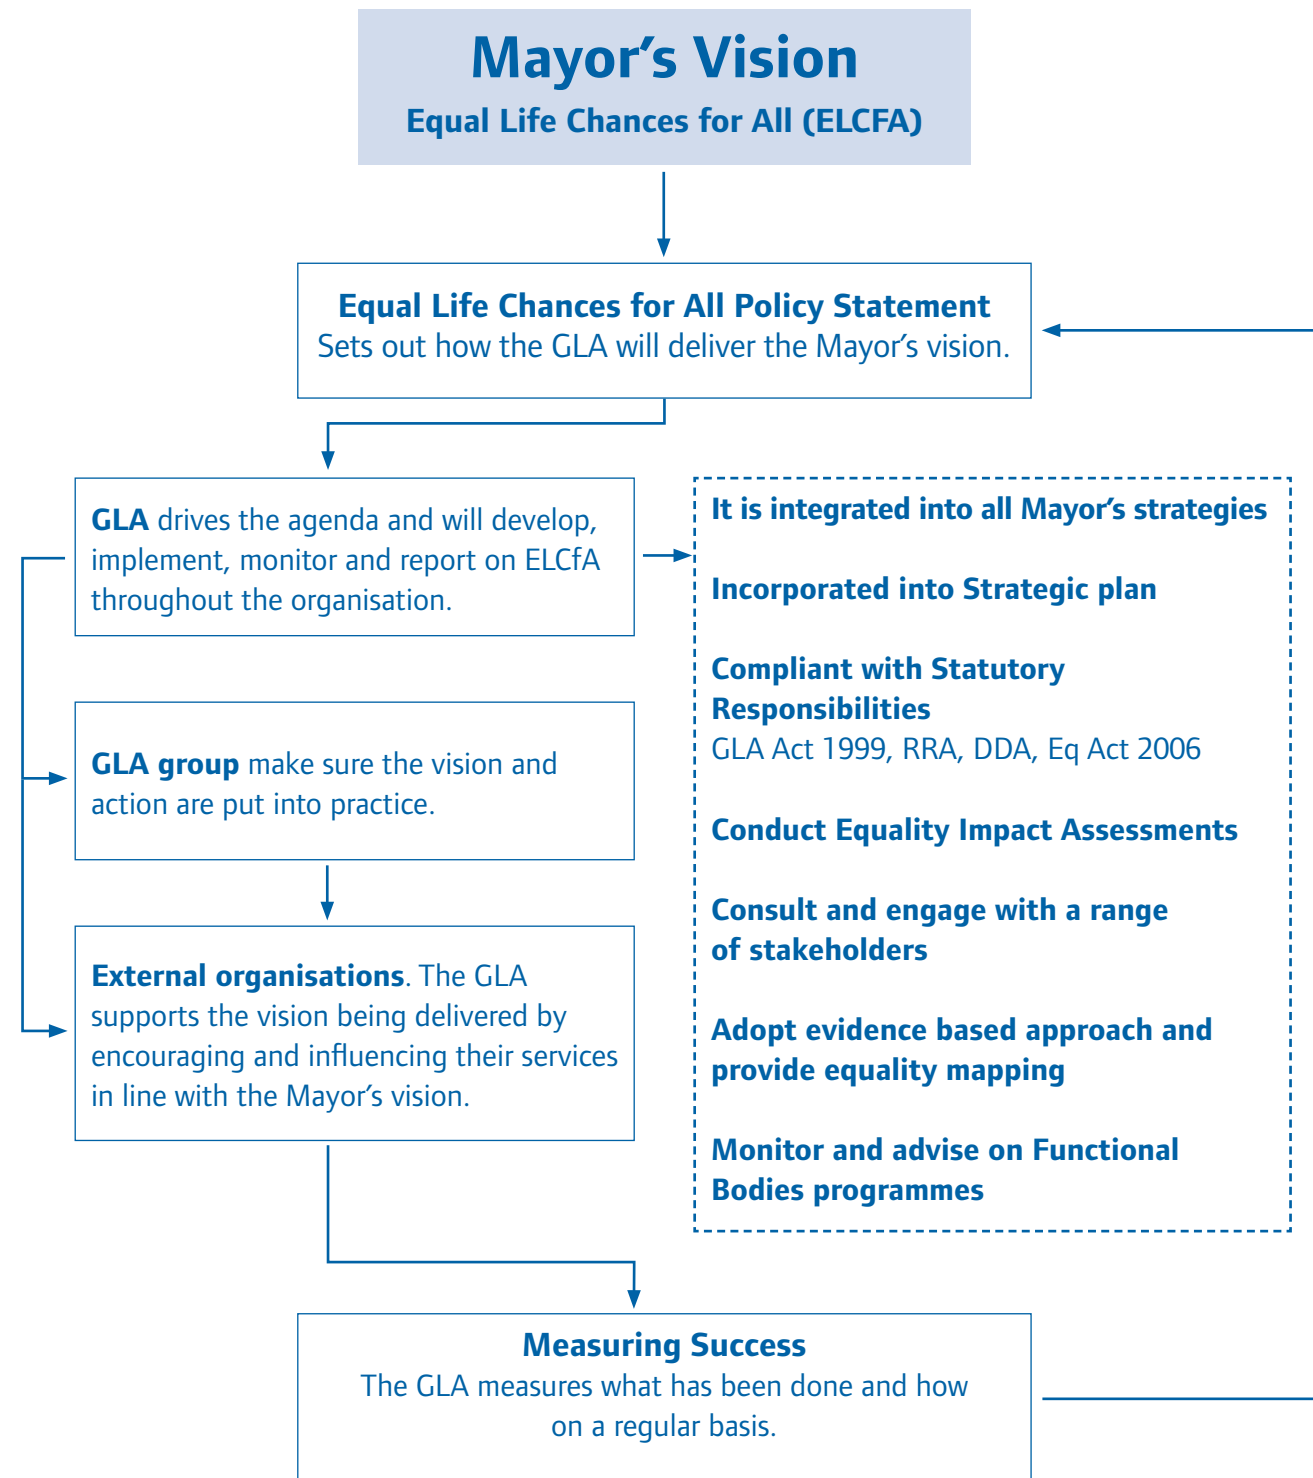 Mayor’s Vision
Equal Life Chances for All (ELCFA)
Equal Life Chances for All Policy Statement
Sets out how the GLA will deliver the Mayor’s vision.
GLA drives the agenda and will develop,
implement, monitor and report on ELCfA
throughout the organisation.
GLA group make sure the vision and
action are put into practice.
External organisations. The GLA
supports the vision being delivered by
encouraging and influencing their services
in line with the Mayor’s vision.
It is integrated into all Mayor’s strategies
Incorporated into Strategic plan
Compliant with Statutory
Responsibilities
GLA Act 1999, RRA, DDA, Eq Act 2006
Conduct Equality Impact Assessments
Consult and engage with a range
of stakeholders
Adopt evidence based approach and
provide equality mapping
Monitor and advise on Functional
Bodies programmes
Measuring Success
The GLA measures what has been done and how
on a regular basis.